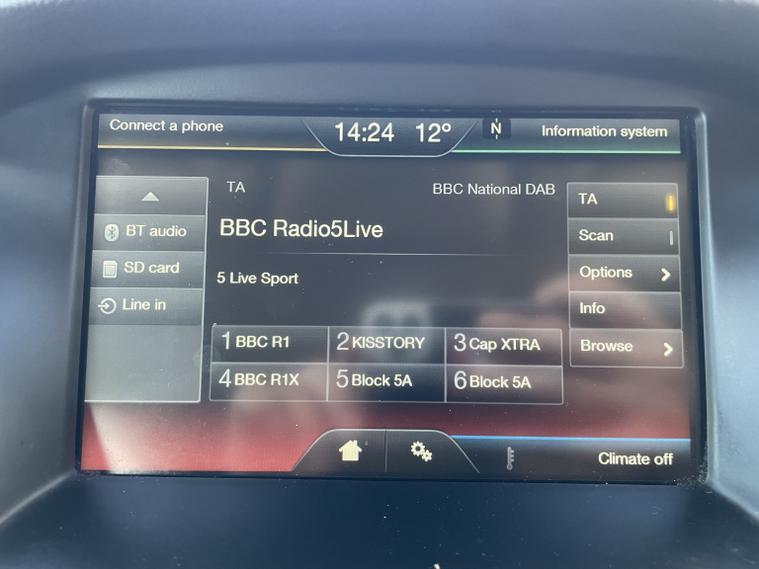 Connect a phone
14:24 12°
N
Information system
TA
BBC National DAB
BBC Radio5Live
5 Live Sport
BT audio
SD card
Line in
1 BBC R1
2 KISSTORY
3 Cap XTRA
4 BBC R1X
5 Block 5A
6 Block 5A
TA
Scan
Options
Info
Browse
Climate off